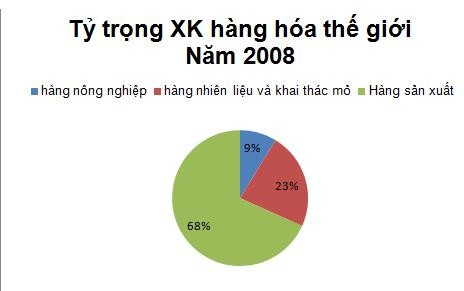 Tỷ trọng XK hàng hóa thế giới
Năm 2008
hàng nông nghiệp hàng nhiên liệu và khai thác mỏ Hàng sản xuất
9%
23%
68%